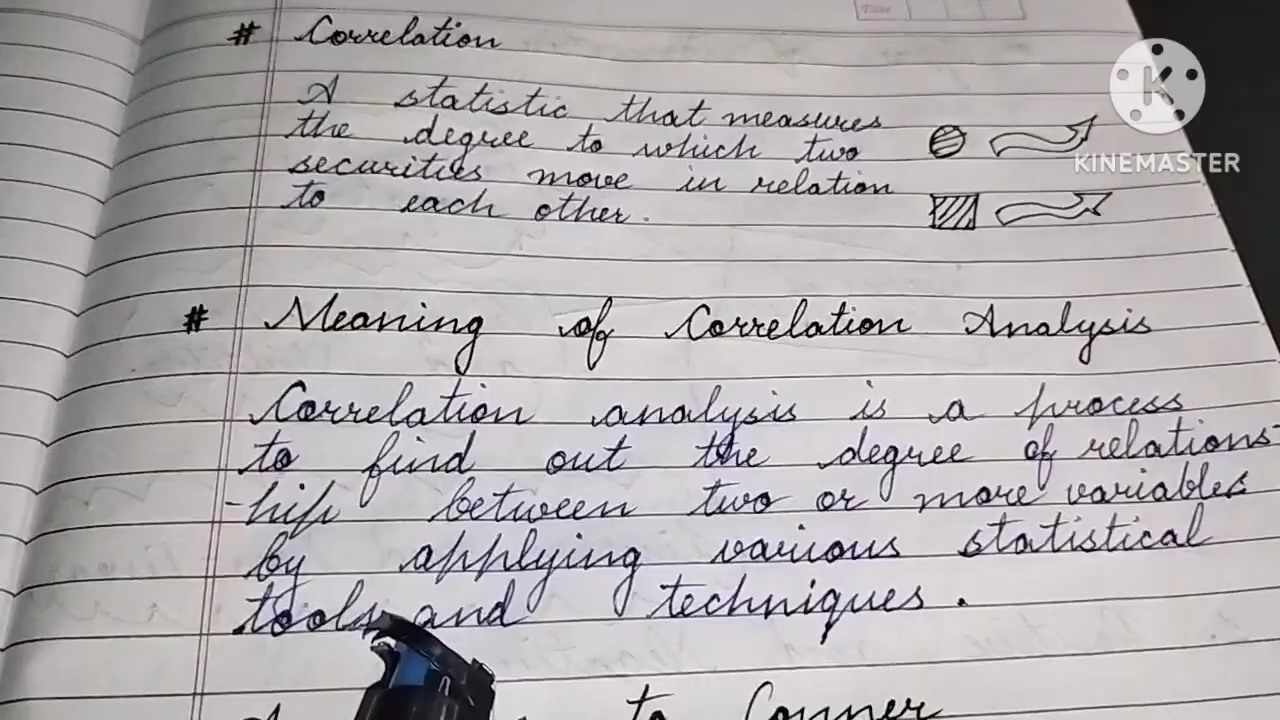 # Correlation
A statistic that measures
the degree to which two
securities move in relation
to each other.
KINEMASTER
# Meaning of Correlation Analysis
Correlation analysis is a process
to find out the degree of relations-
-hip between two or more variables
by applying various statistical
tools and techniques.
to Conner